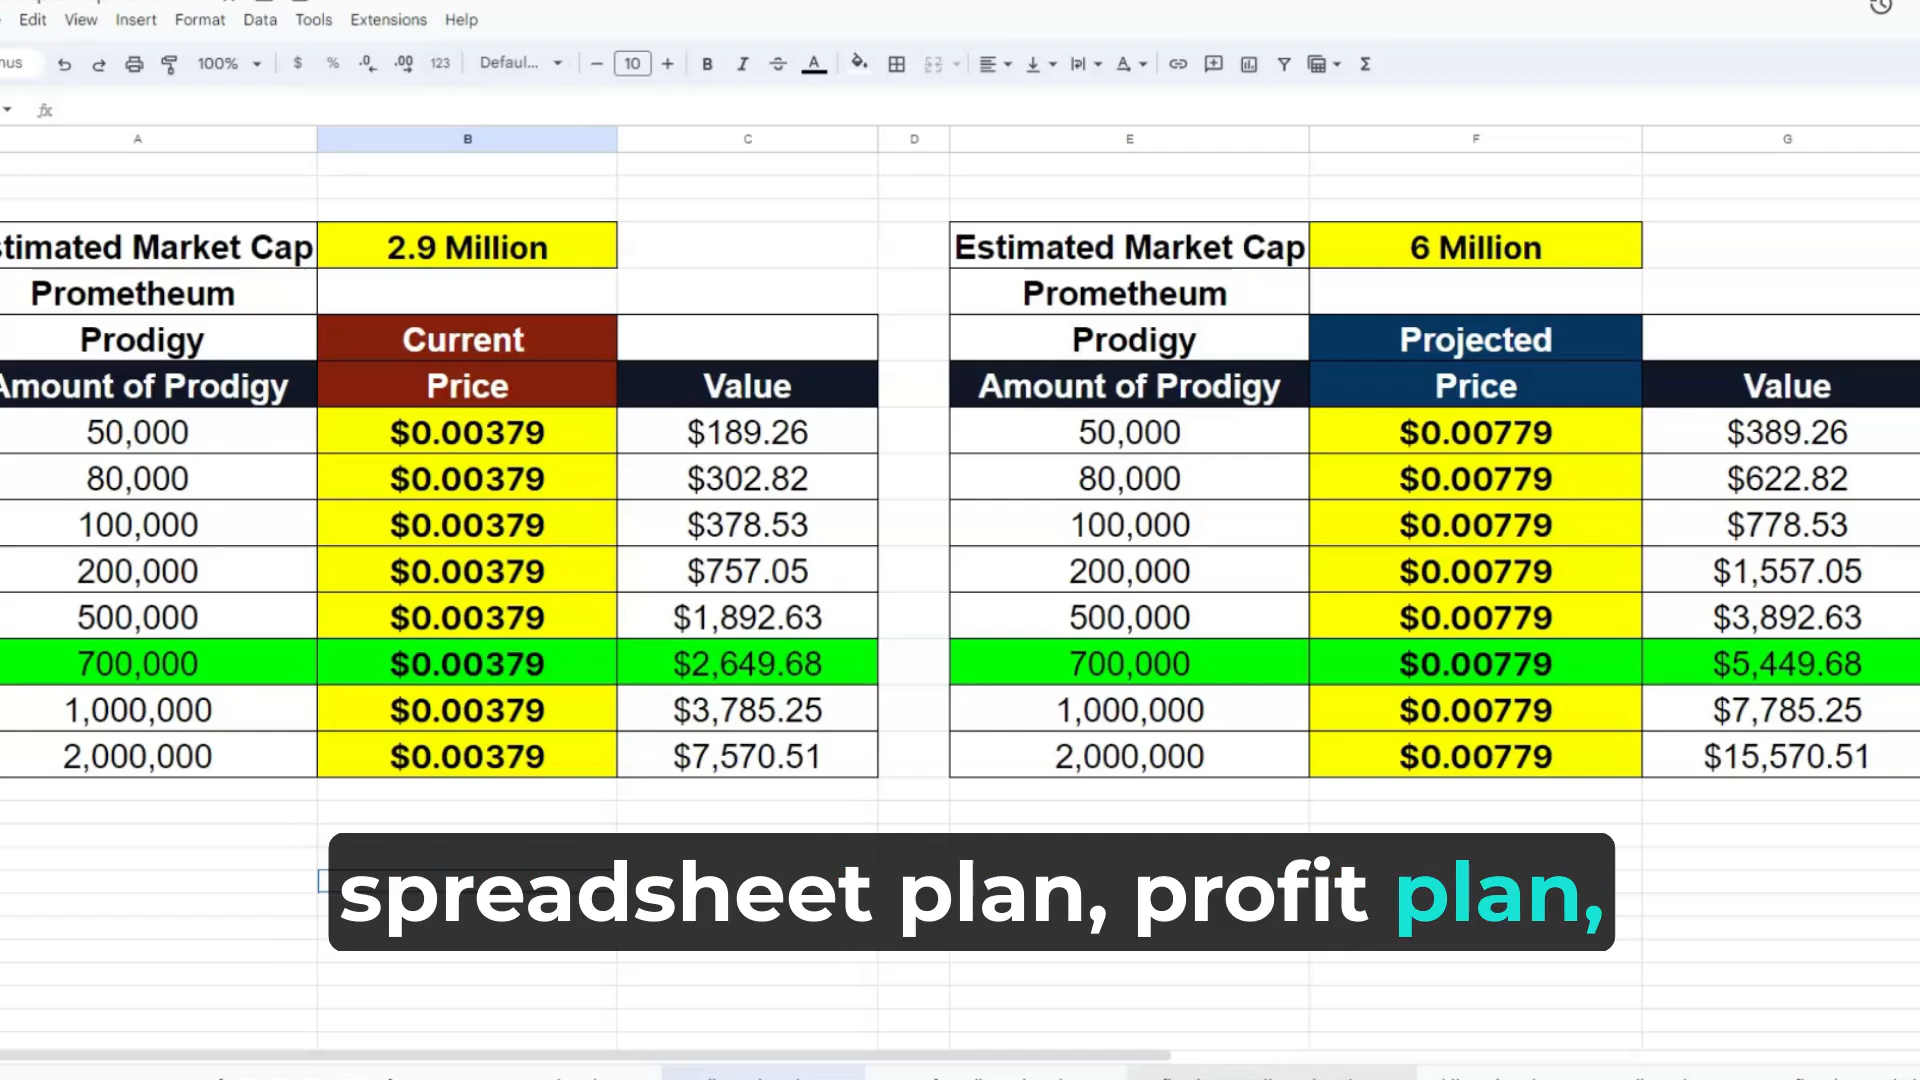 Edit View Insert Format Data Tools Extensions Help
nus 100% $ % .0 .00 123 Defaul... − 10 + B I A Σ
fx
A B C D E F G
stimated Market Cap 2.9 Million Estimated Market Cap 6 Million
Prometheum Prometheum
Prodigy Current Prodigy Projected
Amount of Prodigy Price Value Amount of Prodigy Price Value
50,000 $0.00379 $189.26 50,000 $0.00779 $389.26
80,000 $0.00379 $302.82 80,000 $0.00779 $622.82
100,000 $0.00379 $378.53 100,000 $0.00779 $778.53
200,000 $0.00379 $757.05 200,000 $0.00779 $1,557.05
500,000 $0.00379 $1,892.63 500,000 $0.00779 $3,892.63
700,000 $0.00379 $2,649.68 700,000 $0.00779 $5,449.68
1,000,000 $0.00379 $3,785.25 1,000,000 $0.00779 $7,785.25
2,000,000 $0.00379 $7,570.51 2,000,000 $0.00779 $15,570.51
spreadsheet plan, profit plan,